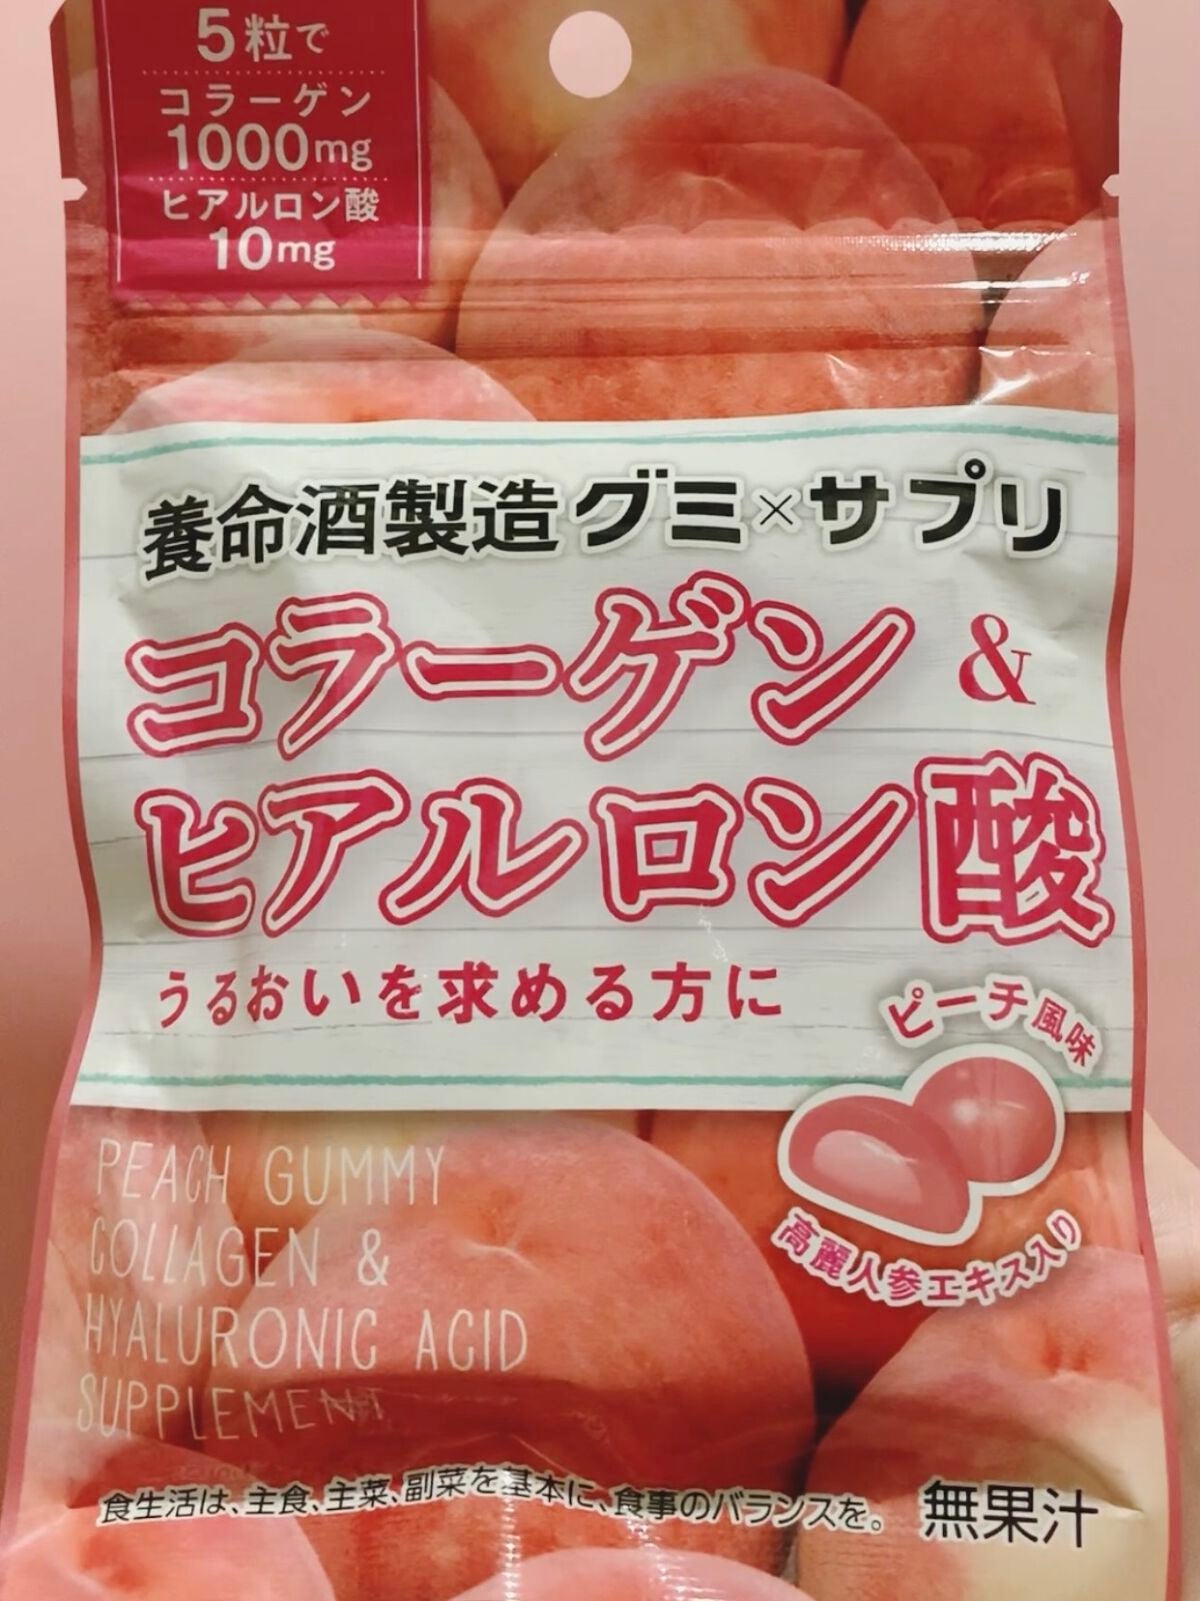 5粒で
コラーゲン
1000mg
ヒアルロン酸
10mg
養命酒製造グミ×サプリ
コラーゲン &
ヒアルロン酸
うるおいを求める方に
ピーチ風味
高麗人参エキス入り
PEACH GUMMY
COLLAGEN &
HYALURONIC ACID
SUPPLEMENT
食生活は、主食、主菜、副菜を基本に、食事のバランスを。
無果汁